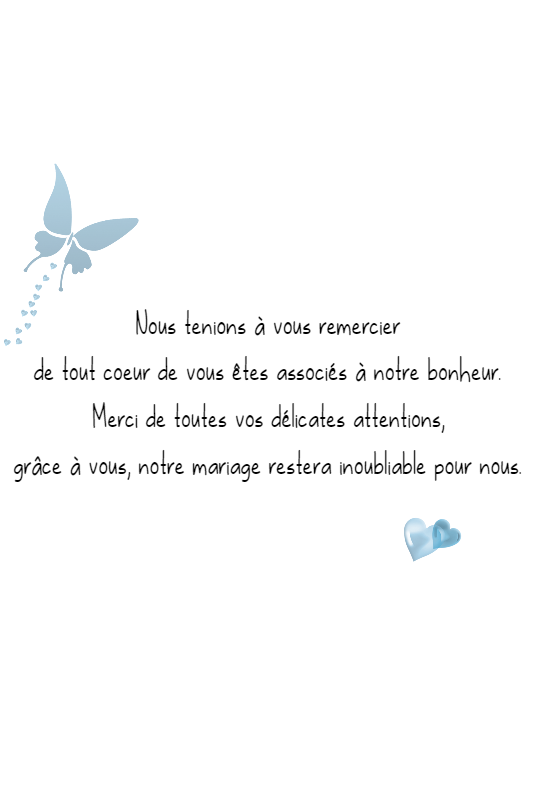 Nous tenions à vous remercier
de tout coeur de vous êtes associés à notre bonheur.
Merci de toutes vos délicates attentions,
grâce à vous, notre mariage restera inoubliable pour nous.